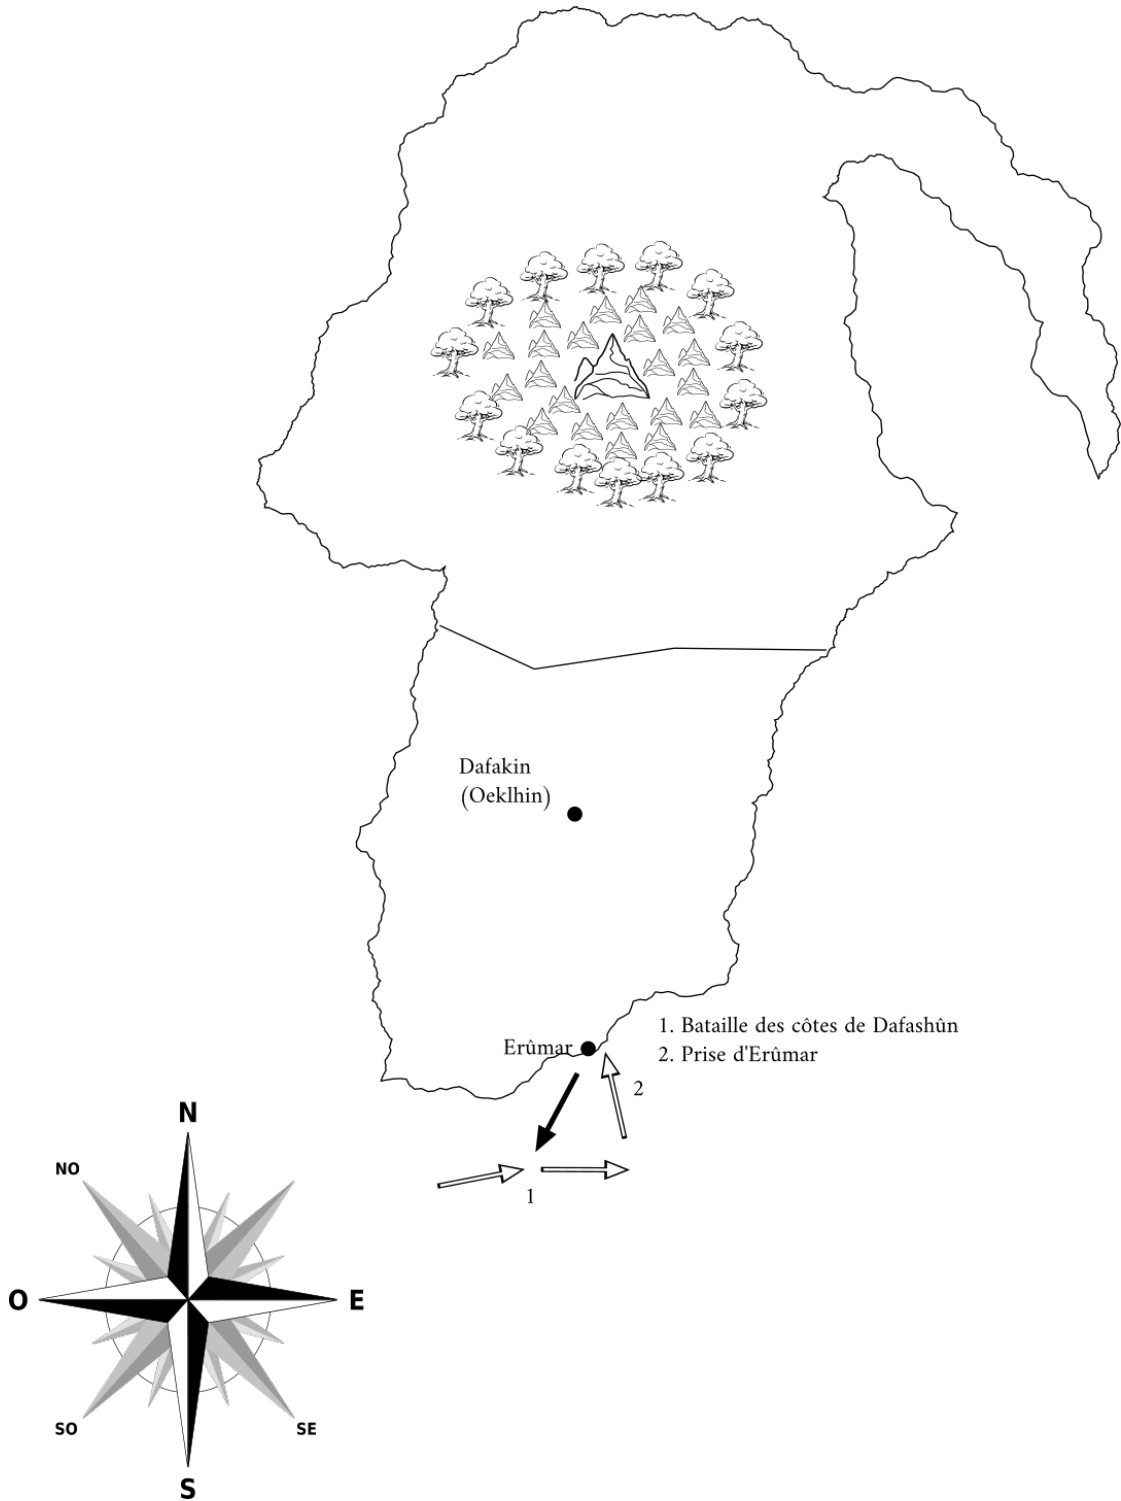 Dafakin
(Oeklhin)
1. Bataille des côtes de Dafashûn
2. Prise d'Erûmar
Erûmar
2
1
N
NO
O
E
SO
SE
S